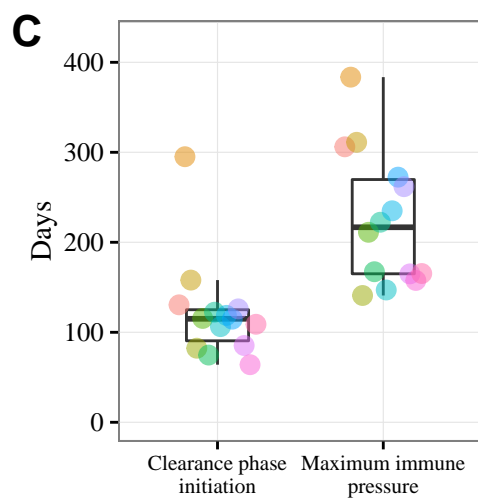 C
Days
400
300
200
100
0
Clearance phase
initiation
Maximum immune
pressure